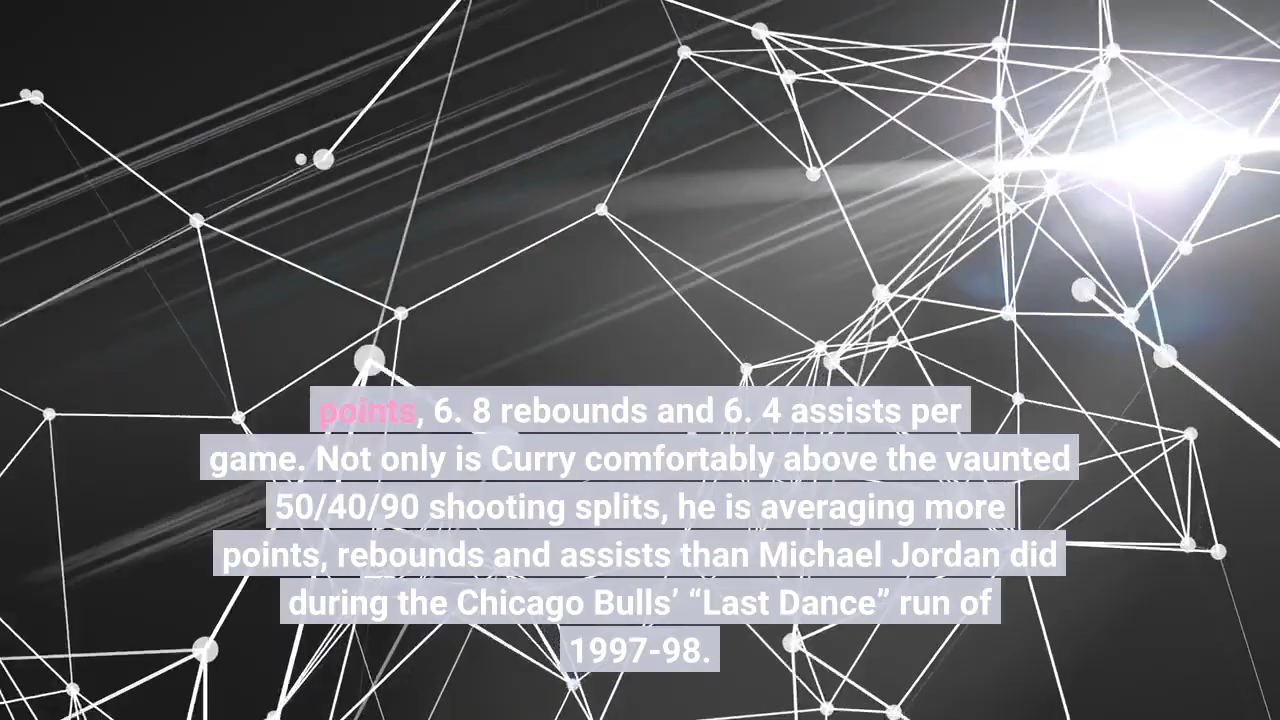 points, 6. 8 rebounds and 6. 4 assists per
game. Not only is Curry comfortably above the vaunted
50/40/90 shooting splits, he is averaging more
points, rebounds and assists than Michael Jordan did
during the Chicago Bulls’ “Last Dance” run of
1997-98.